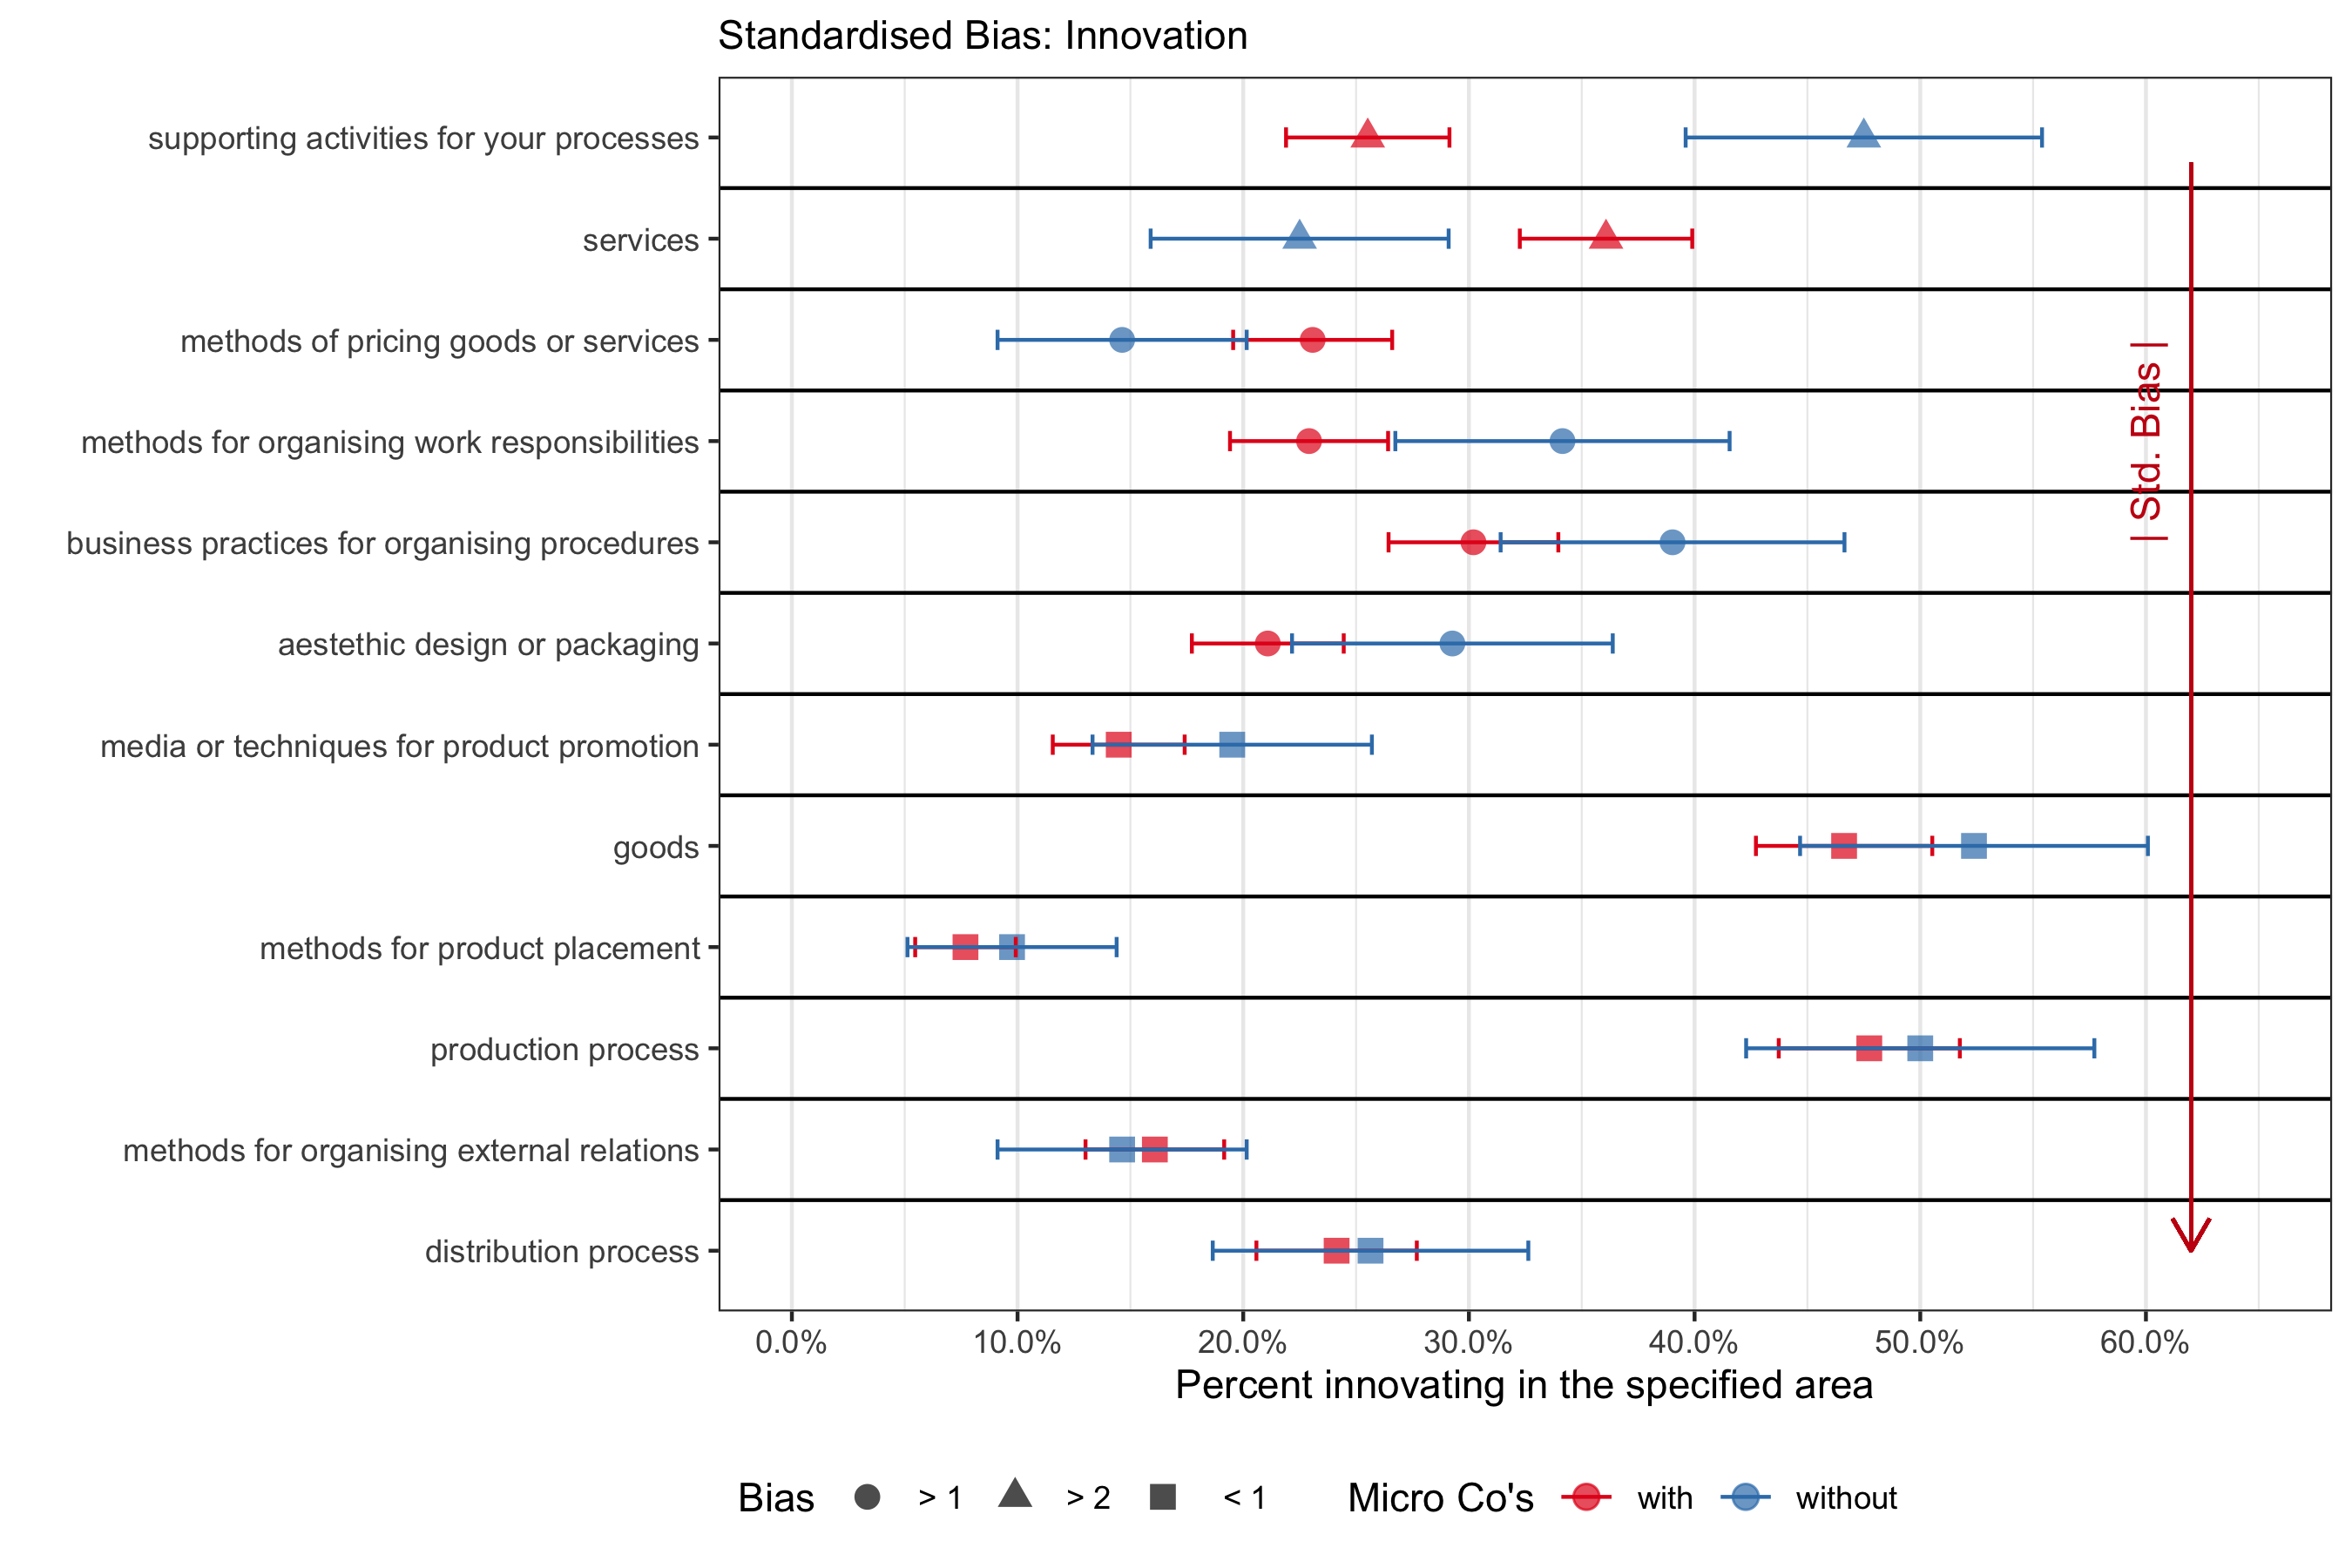 Standardised Bias: Innovation
supporting activities for your processes
services
methods of pricing goods or services
methods for organising work responsibilities
business practices for organising procedures
aestethic design or packaging
media or techniques for product promotion
goods
methods for product placement
production process
methods for organising external relations
distribution process
| Std. Bias |
0.0% 10.0% 20.0% 30.0% 40.0% 50.0% 60.0%
Percent innovating in the specified area
Bias > 1 > 2 < 1 Micro Co's with without